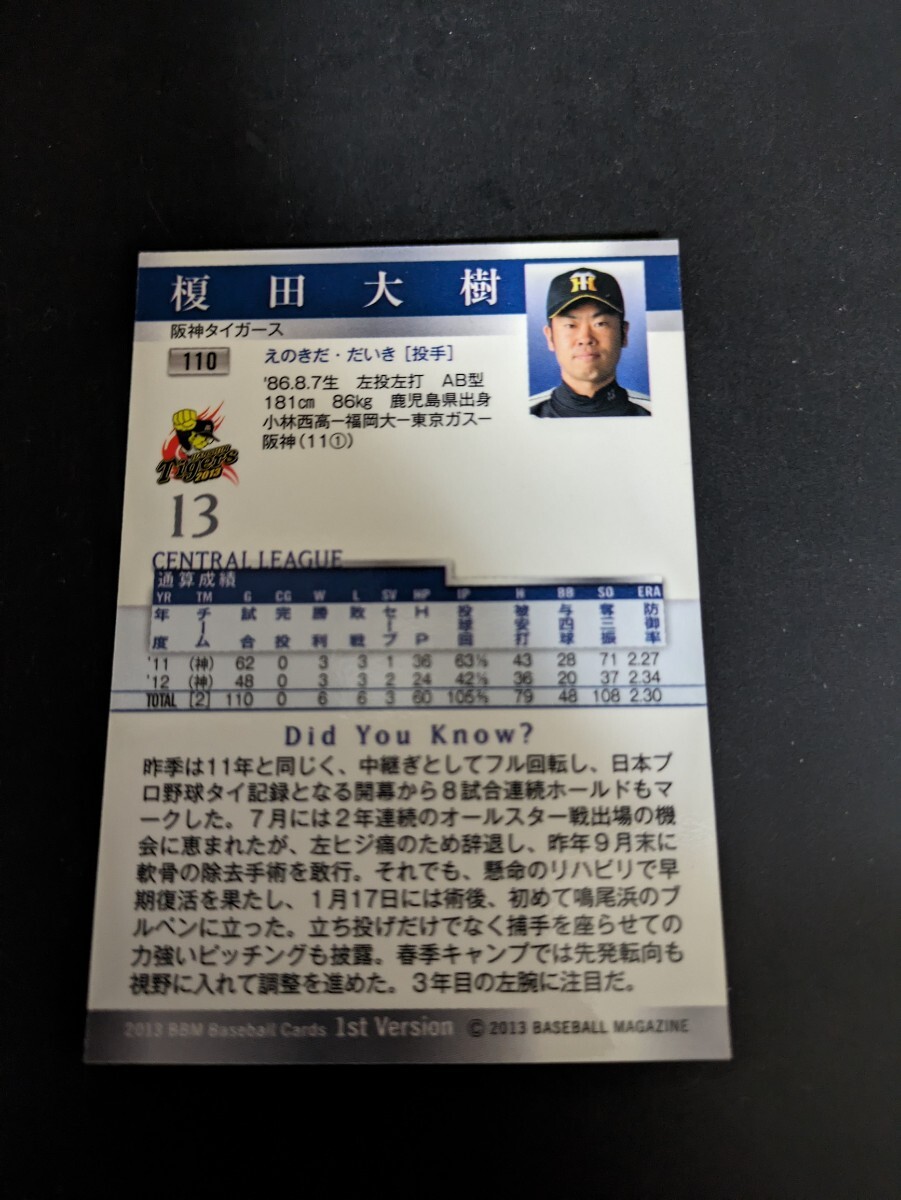 榎田大樹
阪神タイガース
110
えのきだ・だいき［投手］
'86.8.7生 左投左打 AB型
181cm 86kg 鹿児島県出身
小林西高ー福岡大ー東京ガスー
阪神(11①)
Tigers
2013
13
CENTRAL LEAGUE
通算成績
YR TM G CG W L SV HP IP H BB SO ERA
年度 チーム 試合 完投 勝利 敗戦 セーブ HP 投球回 被安打 与四球 奪三振 防御率
'11 (神) 62 0 3 3 1 36 63⅓ 43 28 71 2.27
'12 (神) 48 0 3 3 2 24 42⅓ 36 20 37 2.34
TOTAL [2] 110 0 6 6 3 60 105⅔ 79 48 108 2.30
Did You Know?
昨季は11年と同じく、中継ぎとしてフル回転し、日本プ
ロ野球タイ記録となる開幕から８試合連続ホールドもマ
ークした。７月には２年連続のオールスター戦出場の機
会に恵まれたが、左ヒジ痛のため辞退し、昨年９月末に
軟骨の除去手術を敢行。それでも、懸命のリハビリで早
期復活を果たし、１月17日には術後、初めて鳴尾浜のブ
ルペンに立った。立ち投げだけでなく捕手を座らせての
力強いピッチングも披露。春季キャンプでは先発転向も
視野に入れて調整を進めた。３年目の左腕に注目だ。
2013 BBM Baseball Cards 1st Version © 2013 BASEBALL MAGAZINE